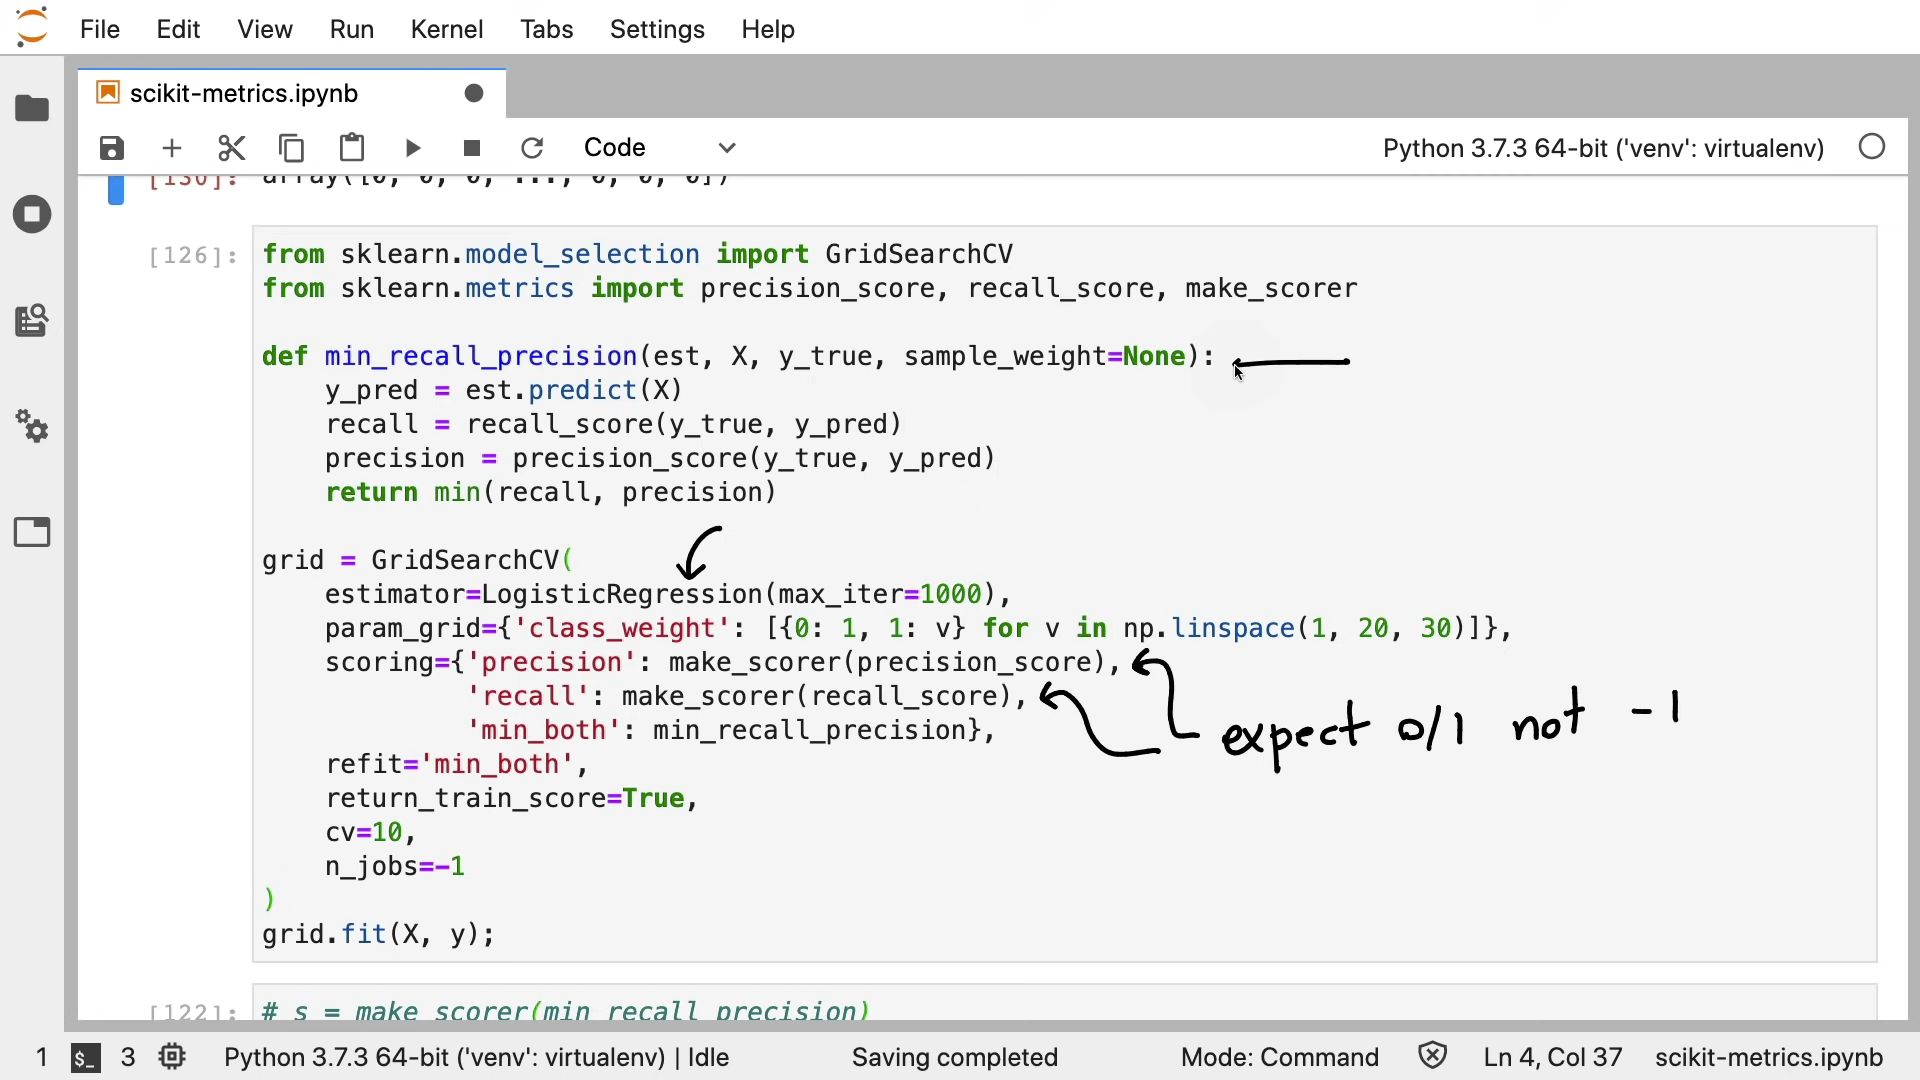 File Edit View Run Kernel Tabs Settings Help
scikit-metrics.ipynb
Code Python 3.7.3 64-bit ('venv': virtualenv)
[130]: array([0, 0, 0, ..., 0, 0, 0])
[126]: from sklearn.model_selection import GridSearchCV
from sklearn.metrics import precision_score, recall_score, make_scorer
def min_recall_precision(est, X, y_true, sample_weight=None):
y_pred = est.predict(X)
recall = recall_score(y_true, y_pred)
precision = precision_score(y_true, y_pred)
return min(recall, precision)
grid = GridSearchCV(
estimator=LogisticRegression(max_iter=1000),
param_grid={'class_weight': [{0: 1, 1: v} for v in np.linspace(1, 20, 30)]},
scoring={'precision': make_scorer(precision_score),
'recall': make_scorer(recall_score),
'min_both': min_recall_precision},
expect 0/1 not -1
refit='min_both',
return_train_score=True,
cv=10,
n_jobs=-1
)
grid.fit(X, y);
[122]: # s = make_scorer(min_recall_precision)
1 $_ 3 Python 3.7.3 64-bit ('venv': virtualenv) | Idle Saving completed Mode: Command Ln 4, Col 37 scikit-metrics.ipynb